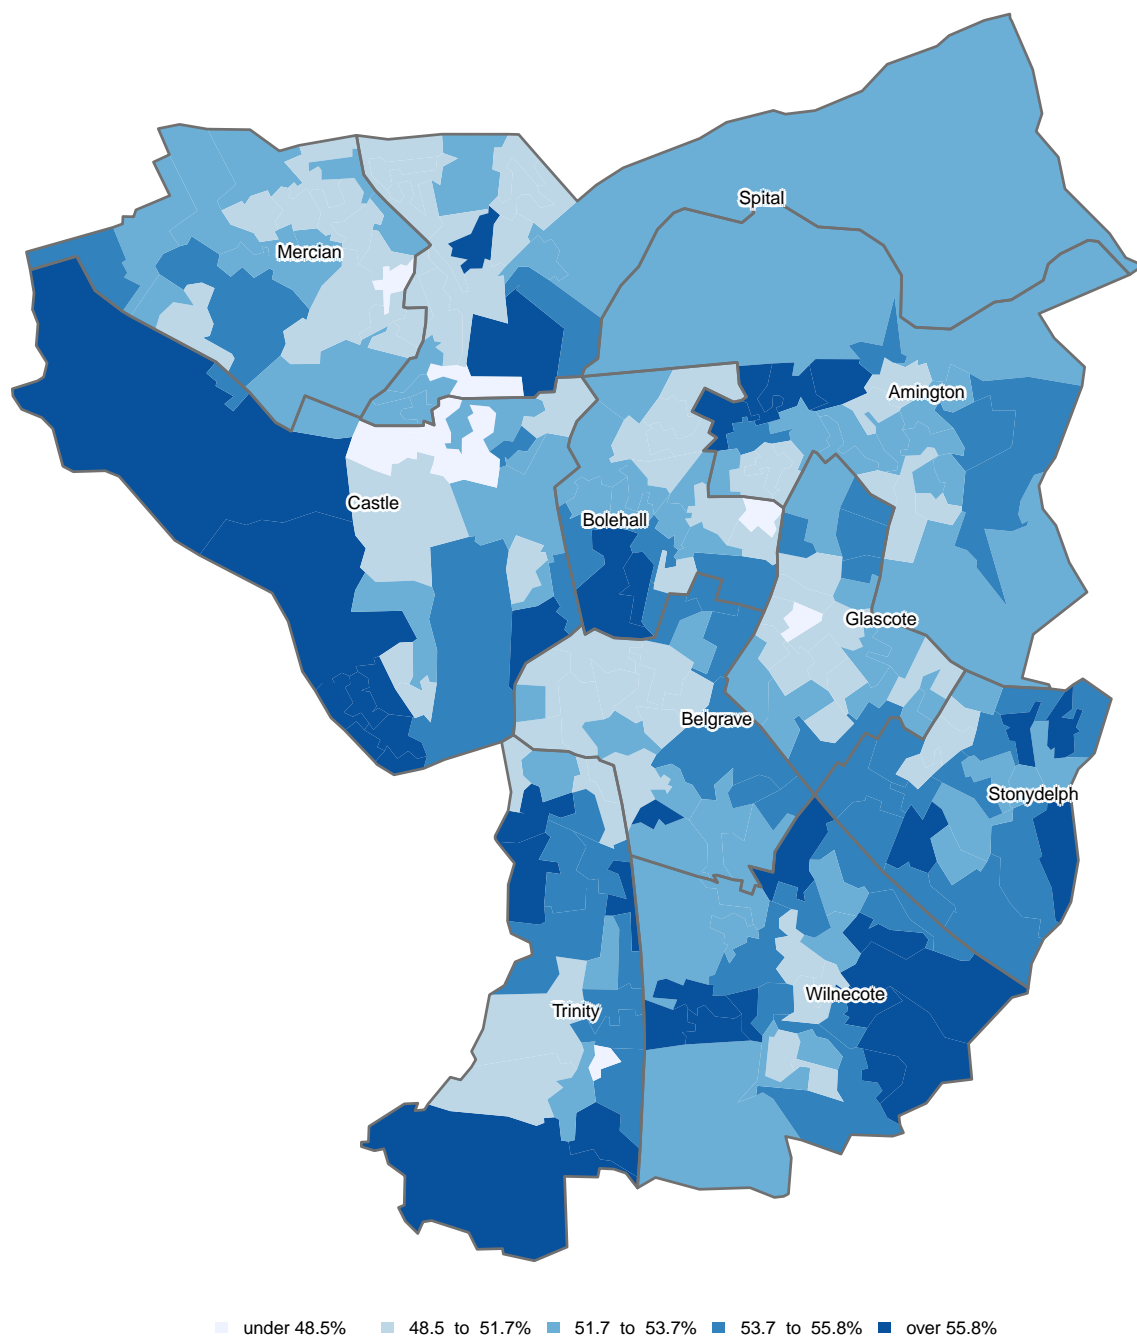 Spital
Mercian
Amington
Castle
Bolehall
Glascote
Belgrave
Stonydelph
Wilnecote
Trinity
under 48.5% 48.5 to 51.7% 51.7 to 53.7% 53.7 to 55.8% over 55.8%